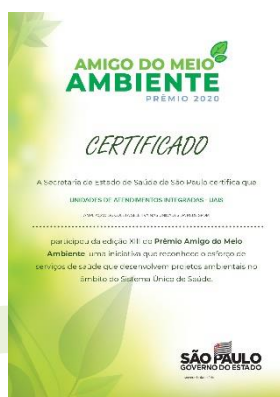 AMIGO DO MEIO
AMBIENTE
PRÊMIO 2020
CERTIFICADO
A Secretaria de Estado de Saúde de São Paulo certifica que
UNIDADES DE ATENDIMENTOS INTEGRADAS - UAIS
participou da edição XIII do Prêmio Amigo do Meio
Ambiente, uma iniciativa que reconhece o esforço de
serviços de saúde que desenvolvem projetos ambientais no
âmbito do Sistema Único de Saúde.
SÃO PAULO
GOVERNO DO ESTADO